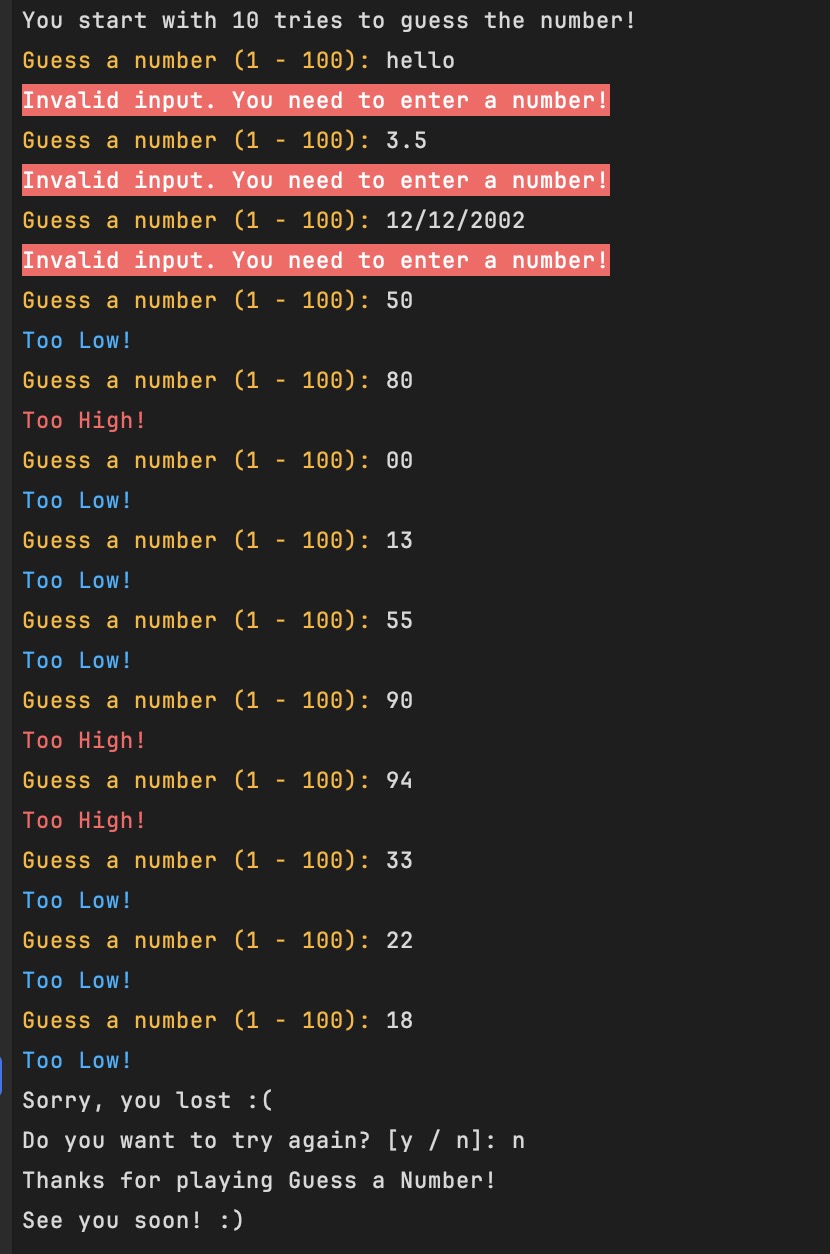 You start with 10 tries to guess the number!
Guess a number (1 - 100): hello
Invalid input. You need to enter a number!
Guess a number (1 - 100): 3.5
Invalid input. You need to enter a number!
Guess a number (1 - 100): 12/12/2002
Invalid input. You need to enter a number!
Guess a number (1 - 100): 50
Too Low!
Guess a number (1 - 100): 80
Too High!
Guess a number (1 - 100): 00
Too Low!
Guess a number (1 - 100): 13
Too Low!
Guess a number (1 - 100): 55
Too Low!
Guess a number (1 - 100): 90
Too High!
Guess a number (1 - 100): 94
Too High!
Guess a number (1 - 100): 33
Too Low!
Guess a number (1 - 100): 22
Too Low!
Guess a number (1 - 100): 18
Too Low!
Sorry, you lost :(
Do you want to try again? [y / n]: n
Thanks for playing Guess a Number!
See you soon! :)